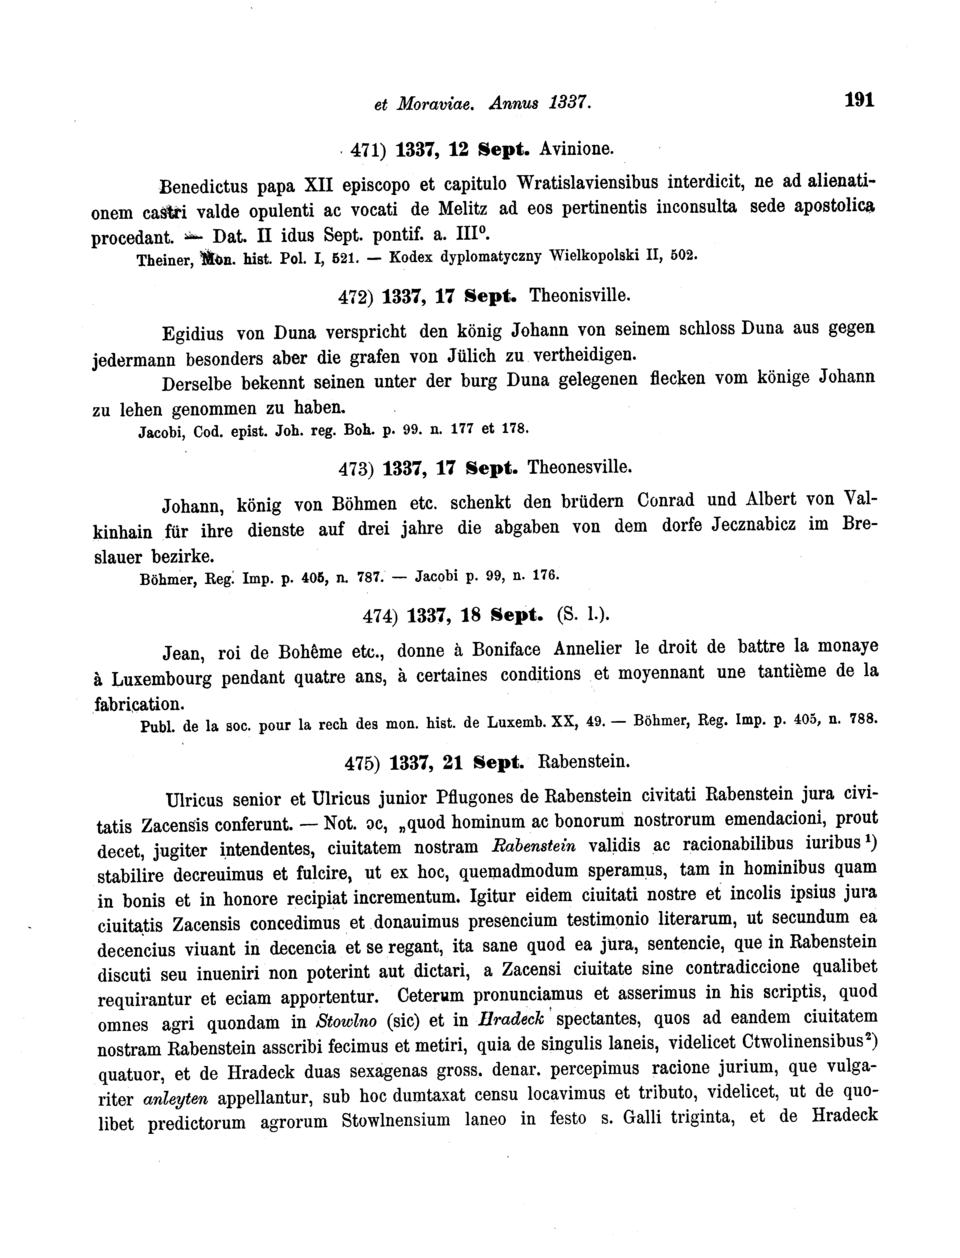 et Moraviae. Annus 1337. 191
471) 1337, 12 Sept. Avinione.
Benedictus papa XII episcopo et capitulo Wratislaviensibus interdicit, ne ad alienati-
onem castri valde opulenti ac vocati de Melitz ad eos pertinentis inconsulta sede apostolica
procedant. — Dat. II idus Sept. pontif. a. IIIº.
Theiner, Mon. hist. Pol. I, 521. — Kodex dyplomatyczny Wielkopolski II, 502.
472) 1337, 17 Sept. Theonisville.
Egidius von Duna verspricht den könig Johann von seinem schloss Duna aus gegen
jedermann besonders aber die grafen von Jülich zu vertheidigen.
Derselbe bekennt seinen unter der burg Duna gelegenen flecken vom könige Johann
zu lehen genommen zu haben.
Jacobi, Cod. epist. Joh. reg. Boh. p. 99. n. 177 et 178.
473) 1337, 17 Sept. Theonesville.
Johann, könig von Böhmen etc. schenkt den brüdern Conrad und Albert von Val-
kinhain für ihre dienste auf drei jahre die abgaben von dem dorfe Jecznabicz im Bre-
slauer bezirke.
Böhmer, Reg. Imp. p. 405, n. 787. — Jacobi p. 99, n. 176.
474) 1337, 18 Sept. (S. l.).
Jean, roi de Bohême etc., donne à Boniface Annelier le droit de battre la monaye
à Luxembourg pendant quatre ans, à certaines conditions et moyennant une tantième de la
fabrication.
Publ. de la soc. pour la rech des mon. hist. de Luxemb. XX, 49. — Böhmer, Reg. Imp. p. 405, n. 788.
475) 1337, 21 Sept. Rabenstein.
Ulricus senior et Ulricus junior Pflugones de Rabenstein civitati Rabenstein jura civi-
tatis Zacensis conferunt. — Not. ɔc, „quod hominum ac bonorum nostrorum emendacioni, prout
decet, jugiter intendentes, ciuitatem nostram Rabenstein validis ac racionabilibus iuribus ¹)
stabilire decreuimus et fulcire, ut ex hoc, quemadmodum speramus, tam in hominibus quam
in bonis et in honore recipiat incrementum. Igitur eidem ciuitati nostre et incolis ipsius jura
ciuitatis Zacensis concedimus et donauimus presencium testimonio literarum, ut secundum ea
decencius viuant in decencia et se regant, ita sane quod ea jura, sentencie, que in Rabenstein
discuti seu inueniri non poterint aut dictari, a Zacensi ciuitate sine contradiccione qualibet
requirantur et eciam apportentur. Ceterum pronunciamus et asserimus in his scriptis, quod
omnes agri quondam in Stowlno (sic) et in Hradeck spectantes, quos ad eandem ciuitatem
nostram Rabenstein asscribi fecimus et metiri, quia de singulis laneis, videlicet Ctwolinensibus²)
quatuor, et de Hradeck duas sexagenas gross. denar. percepimus racione jurium, que vulga-
riter anleyten appellantur, sub hoc dumtaxat censu locavimus et tributo, videlicet, ut de quo-
libet predictorum agrorum Stowlnensium laneo in festo s. Galli triginta, et de Hradeck